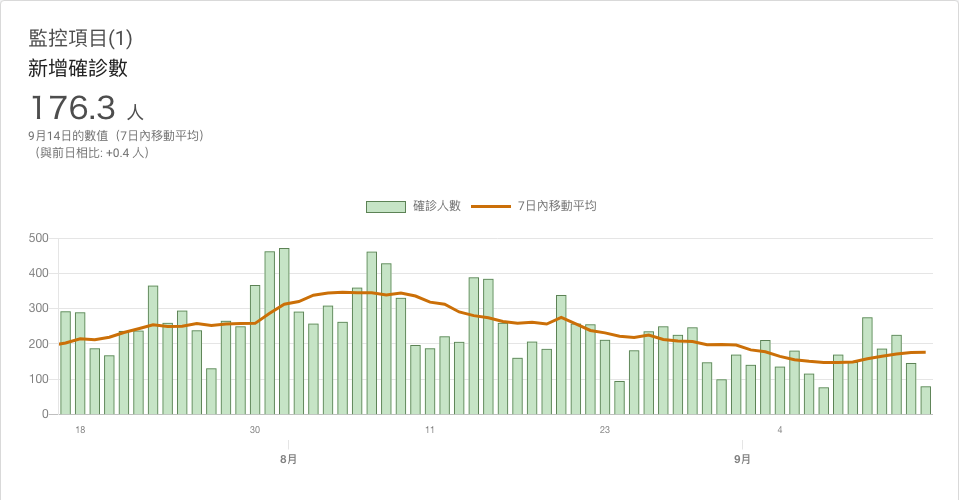 監控項目(1)
新增確診數
176.3 人
9月14日的數值（7日內移動平均）
（與前日相比: +0.4 人）
確診人數 7日內移動平均
500
400
300
200
100
0
18 30 11 23 4
8月 9月